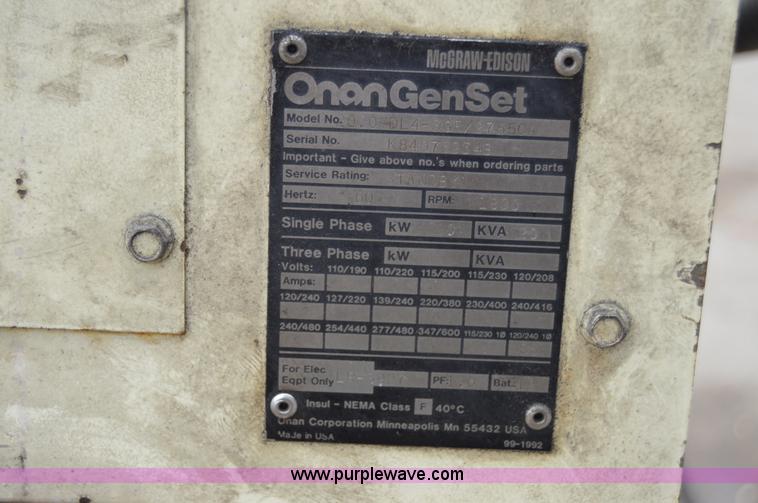 McGRAW-EDISON
OnanGenSet
Model No.
Serial No.
Important - Give above no.'s when ordering parts
Service Rating:
Hertz: RPM:
Single Phase kW KVA
Three Phase kW KVA
Volts: 110/190 110/220 115/200 115/230 120/208
Amps:
120/240 127/220 139/240 220/380 230/400 240/416
240/480 254/440 277/480 347/600 115/230 1Ø 120/240 1Ø
For Elec
Eqpt Only PF: Bat.:
Insul - NEMA Class F 40°C
Onan Corporation Minneapolis Mn 55432 USA
Made in USA 99-1992
www.purplewave.com